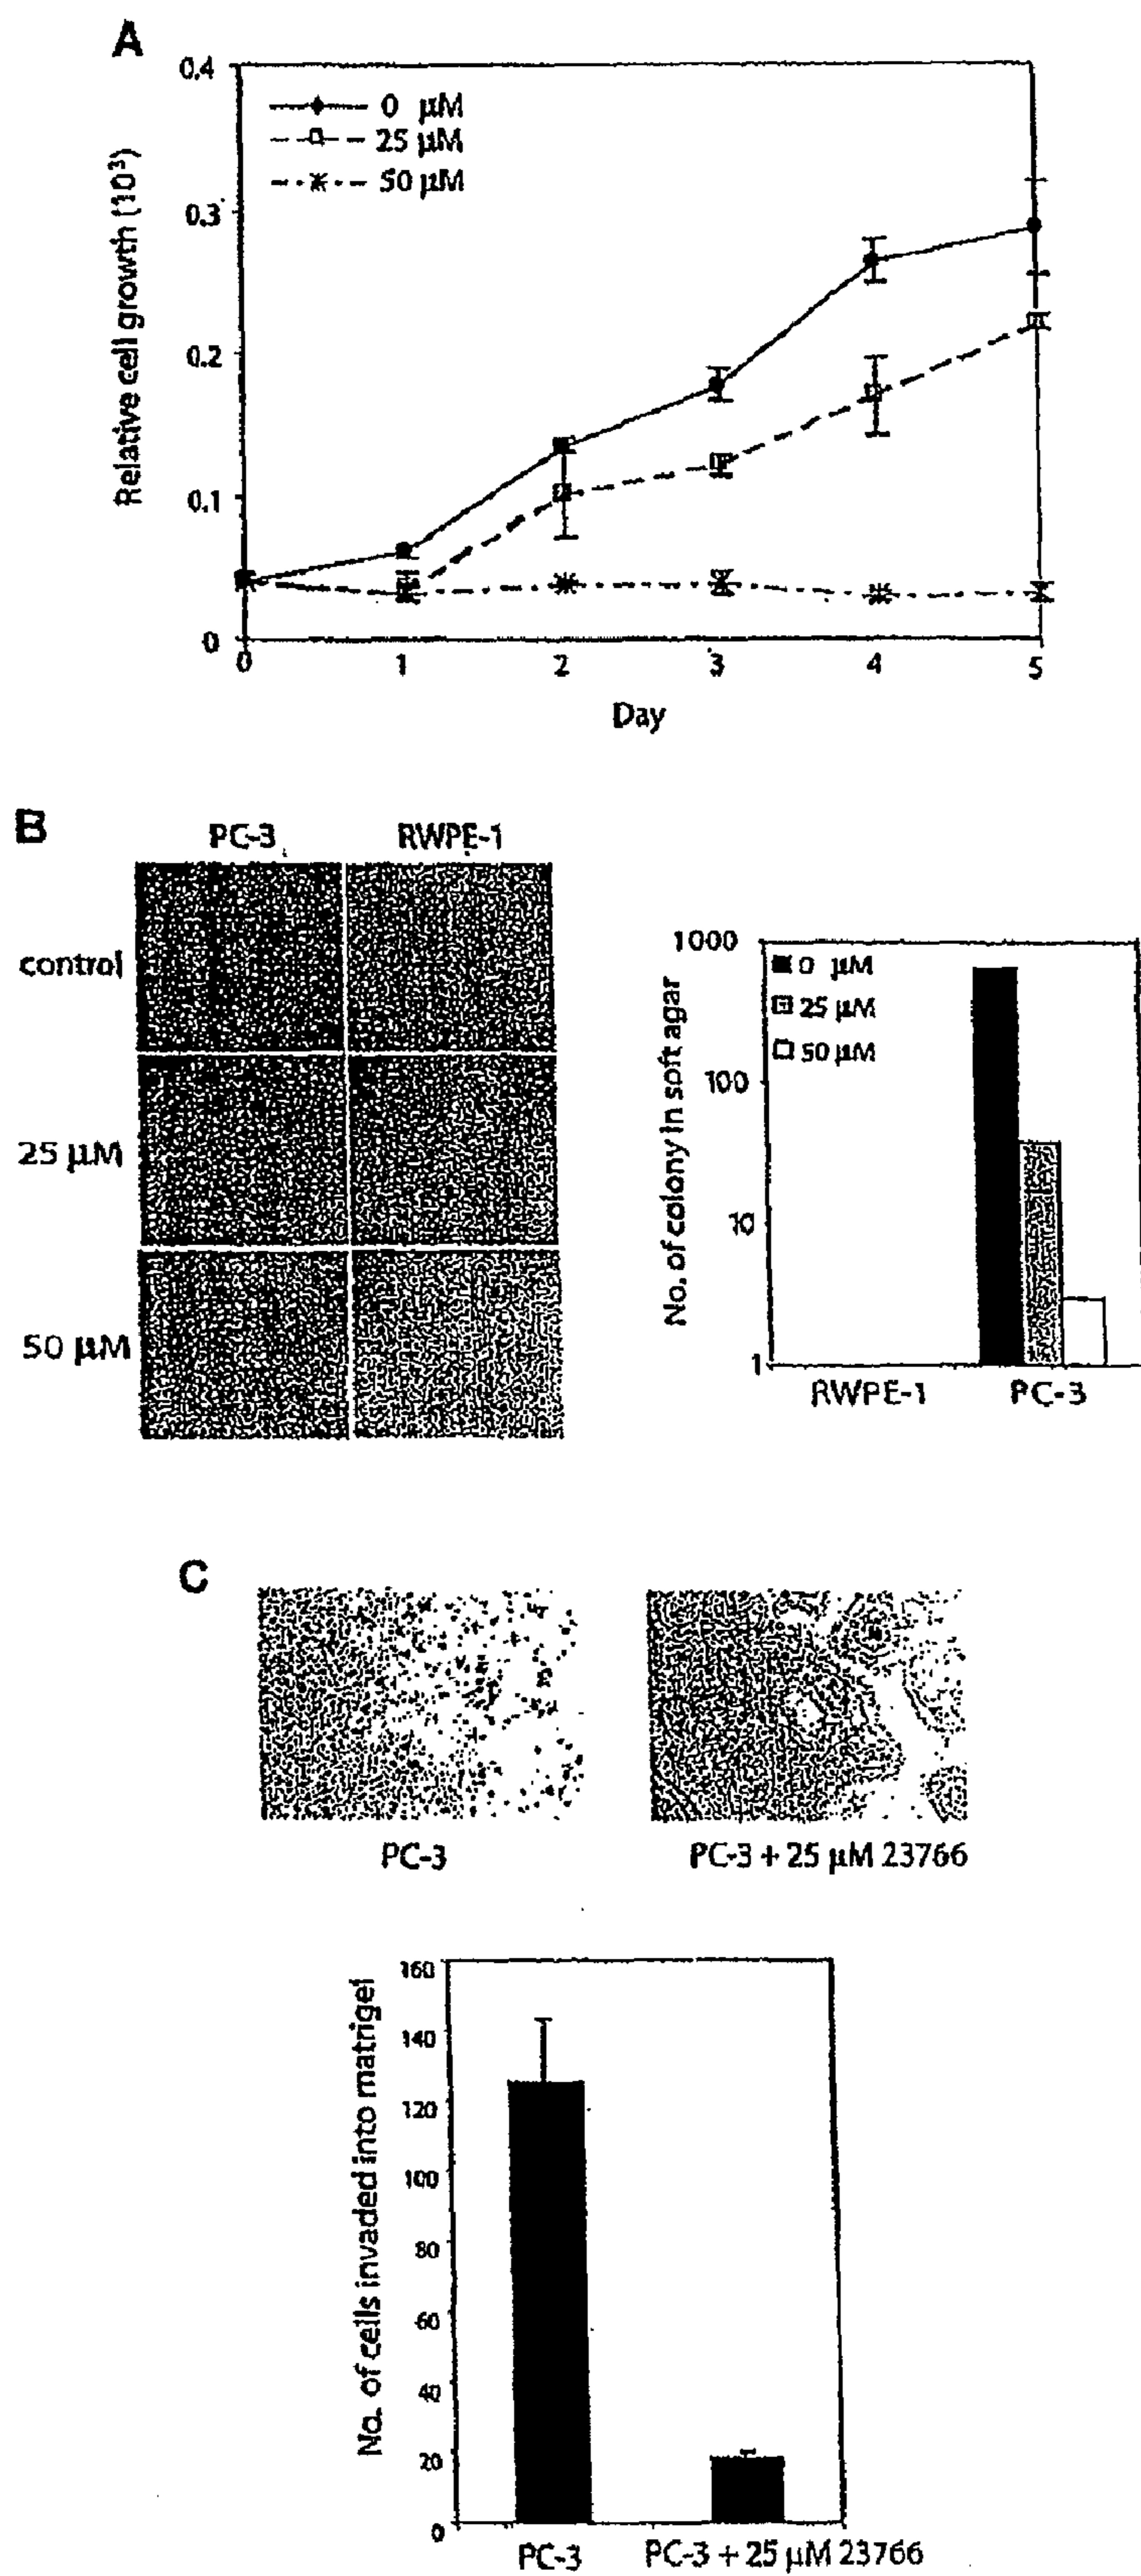 A
0.4
0.3
0.2
0.1
0
Relative cell growth (10³)
0 μM
25 μM
50 μM
0 1 2 3 4 5
Day
B
PC-3 RWPE-1
control
25 μM
50 μM
1000
100
10
1
No. of colony in soft agar
0 μM
25 μM
50 μM
RWPE-1 PC-3
C
PC-3 PC-3 + 25 μM 23766
160
140
120
100
80
60
40
20
0
No. of cells invaded into matrigel
PC-3 PC-3 + 25 μM 23766